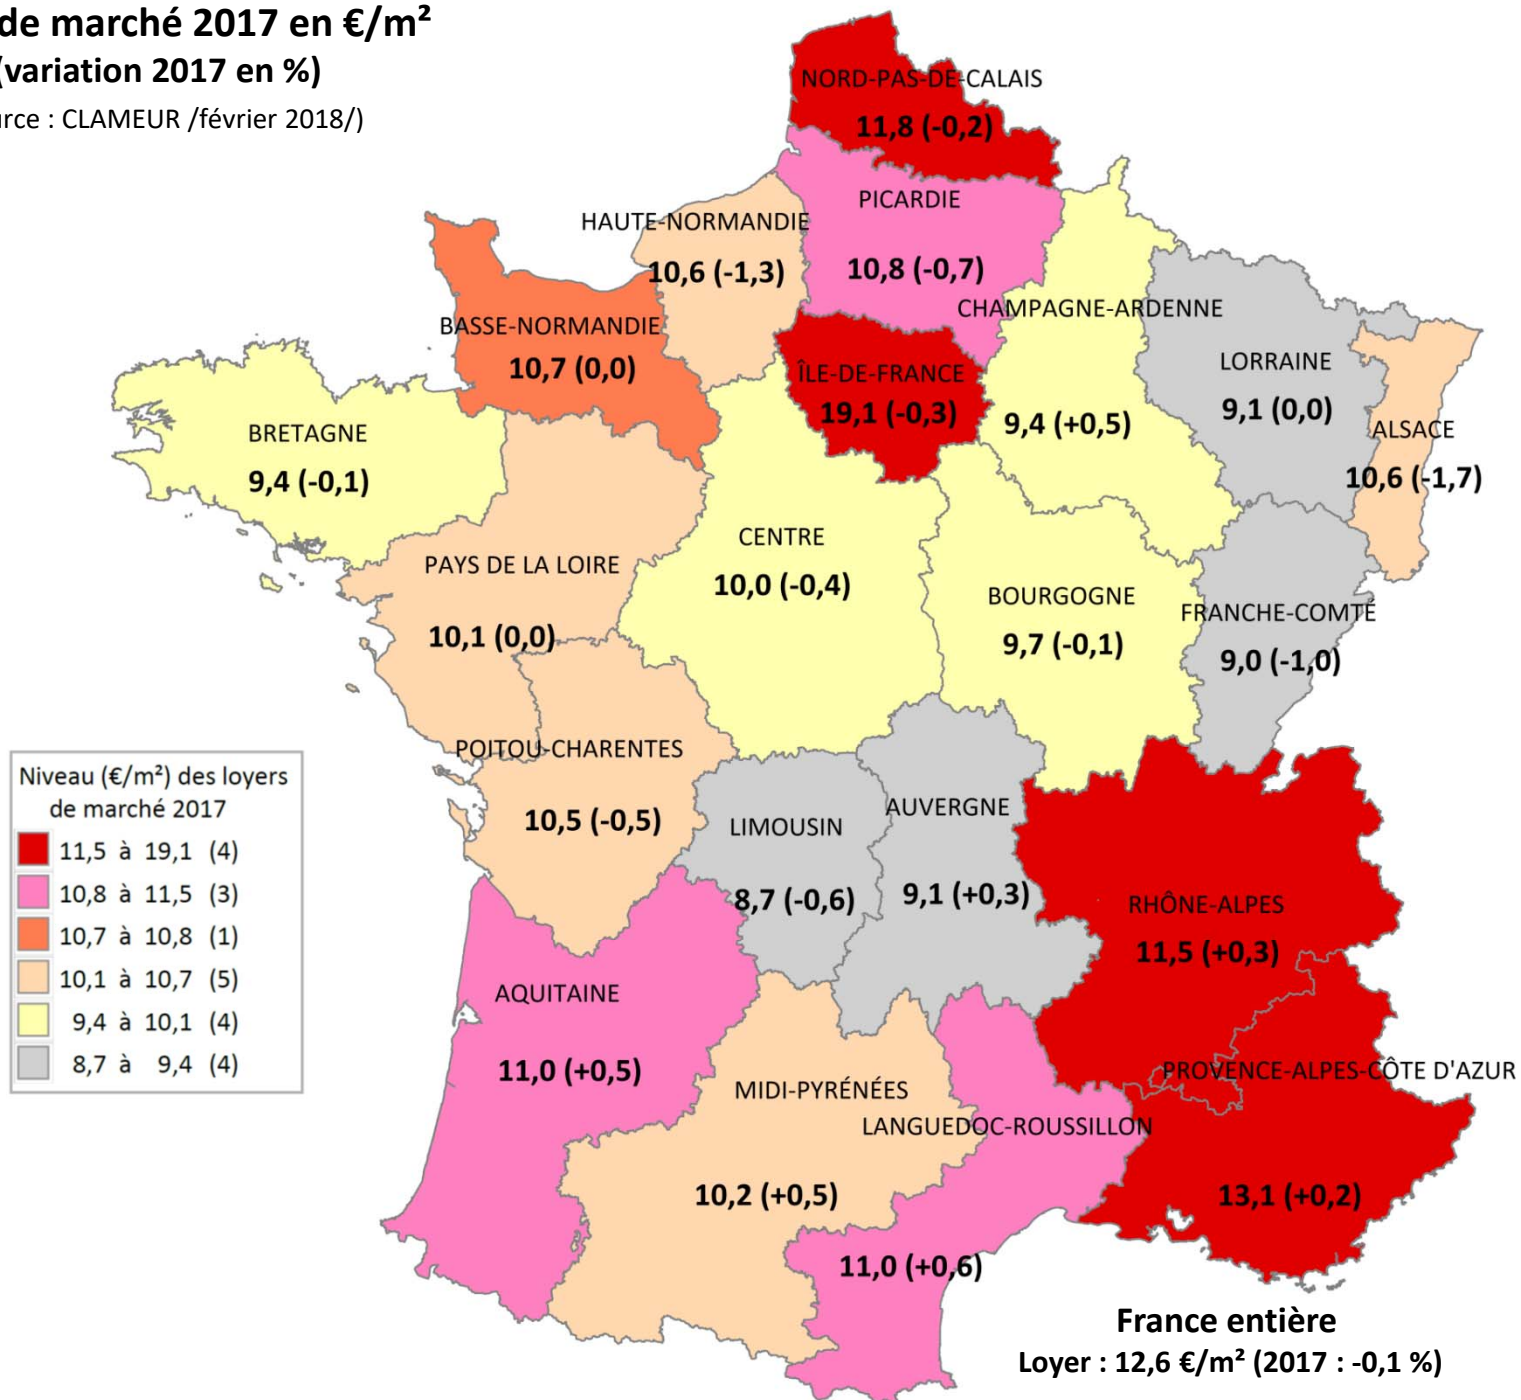 de marché 2017 en €/m²
(variation 2017 en %)
urce : CLAMEUR /février 2018/)
NORD-PAS-DE-CALAIS
11,8 (-0,2)
PICARDIE
10,8 (-0,7)
HAUTE-NORMANDIE
10,6 (-1,3)
BASSE-NORMANDIE
10,7 (0,0)
CHAMPAGNE-ARDENNE
9,4 (+0,5)
LORRAINE
9,1 (0,0)
ÎLE-DE-FRANCE
19,1 (-0,3)
ALSACE
10,6 (-1,7)
BRETAGNE
9,4 (-0,1)
PAYS DE LA LOIRE
10,1 (0,0)
CENTRE
10,0 (-0,4)
BOURGOGNE
9,7 (-0,1)
FRANCHE-COMTÉ
9,0 (-1,0)
POITOU-CHARENTES
10,5 (-0,5)
LIMOUSIN
8,7 (-0,6)
AUVERGNE
9,1 (+0,3)
RHÔNE-ALPES
11,5 (+0,3)
AQUITAINE
11,0 (+0,5)
MIDI-PYRÉNÉES
10,2 (+0,5)
LANGUEDOC-ROUSSILLON
11,0 (+0,6)
PROVENCE-ALPES-CÔTE D'AZUR
13,1 (+0,2)
Niveau (€/m²) des loyers
de marché 2017
11,5 à 19,1 (4)
10,8 à 11,5 (3)
10,7 à 10,8 (1)
10,1 à 10,7 (5)
9,4 à 10,1 (4)
8,7 à 9,4 (4)
France entière
Loyer : 12,6 €/m² (2017 : -0,1 %)